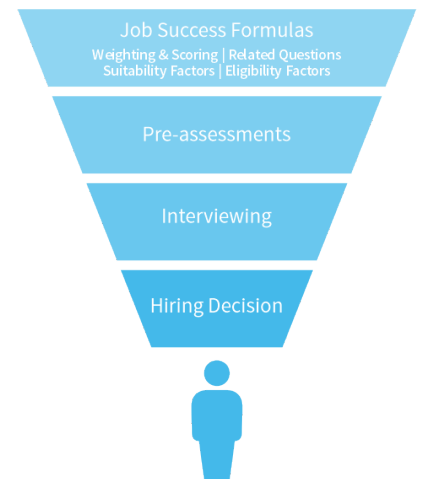 Job Success Formulas
Weighting & Scoring | Related Questions
Suitability Factors | Eligibility Factors
Pre-assessments
Interviewing
Hiring Decision